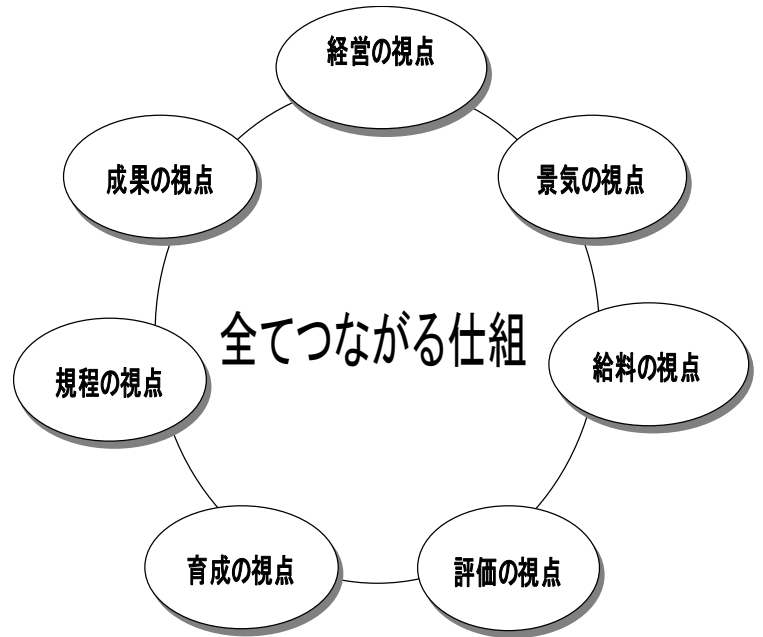 経営の視点
成果の視点
景気の視点
全てつながる仕組
給料の視点
規程の視点
育成の視点
評価の視点